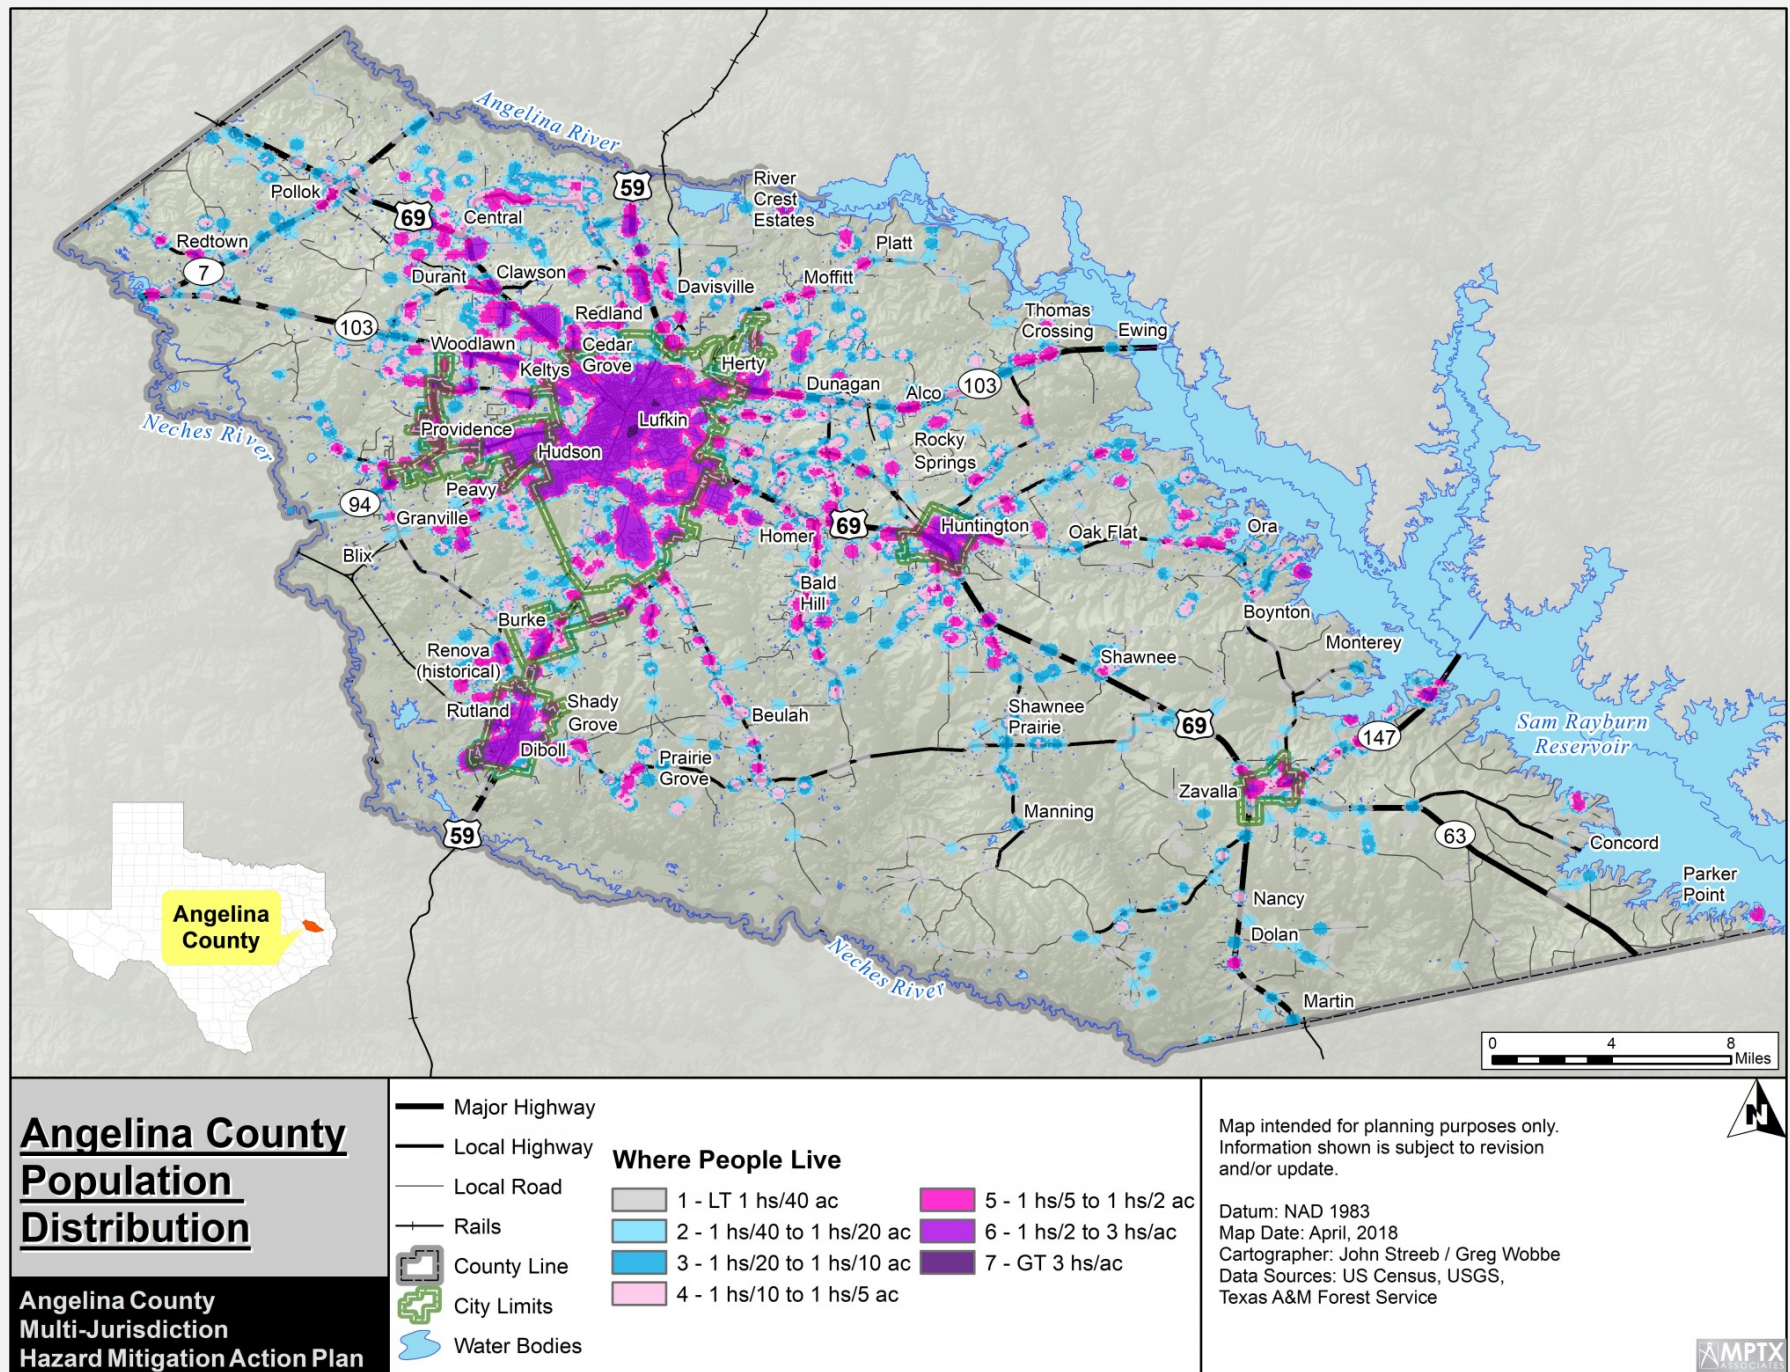 Angelina River
59
River
Crest
Estates
Pollok
69
Central
Platt
Redtown
7
Durant
Clawson
Davisville
Moffitt
103
Redland
Thomas
Crossing
Ewing
Woodlawn
Cedar
Grove
Keltys
Herty
Dunagan
Alco
103
Neches River
Providence
Lufkin
Hudson
Rocky
Springs
Peavy
94
Granville
Homer
69
Huntington
Oak Flat
Ora
Blix
Bald
Hill
Boynton
Burke
Monterey
Renova
(historical)
Shawnee
Rutland
Shady
Grove
Beulah
Shawnee
Prairie
69
147
Sam Rayburn
Reservoir
Diboll
Prairie
Grove
Zavalla
Manning
59
63
Concord
Parker
Point
Angelina
County
Nancy
Dolan
Neches River
Martin
0 4 8
Miles
Angelina County
Population
Distribution
Angelina County
Multi-Jurisdiction
Hazard Mitigation Action Plan
Major Highway
Local Highway
Local Road
Rails
County Line
City Limits
Water Bodies
Where People Live
1 - LT 1 hs/40 ac
2 - 1 hs/40 to 1 hs/20 ac
3 - 1 hs/20 to 1 hs/10 ac
4 - 1 hs/10 to 1 hs/5 ac
5 - 1 hs/5 to 1 hs/2 ac
6 - 1 hs/2 to 3 hs/ac
7 - GT 3 hs/ac
Map intended for planning purposes only.
Information shown is subject to revision
and/or update.
Datum: NAD 1983
Map Date: April, 2018
Cartographer: John Streeb / Greg Wobbe
Data Sources: US Census, USGS,
Texas A&M Forest Service
N
MPTX
ASSOCIATES